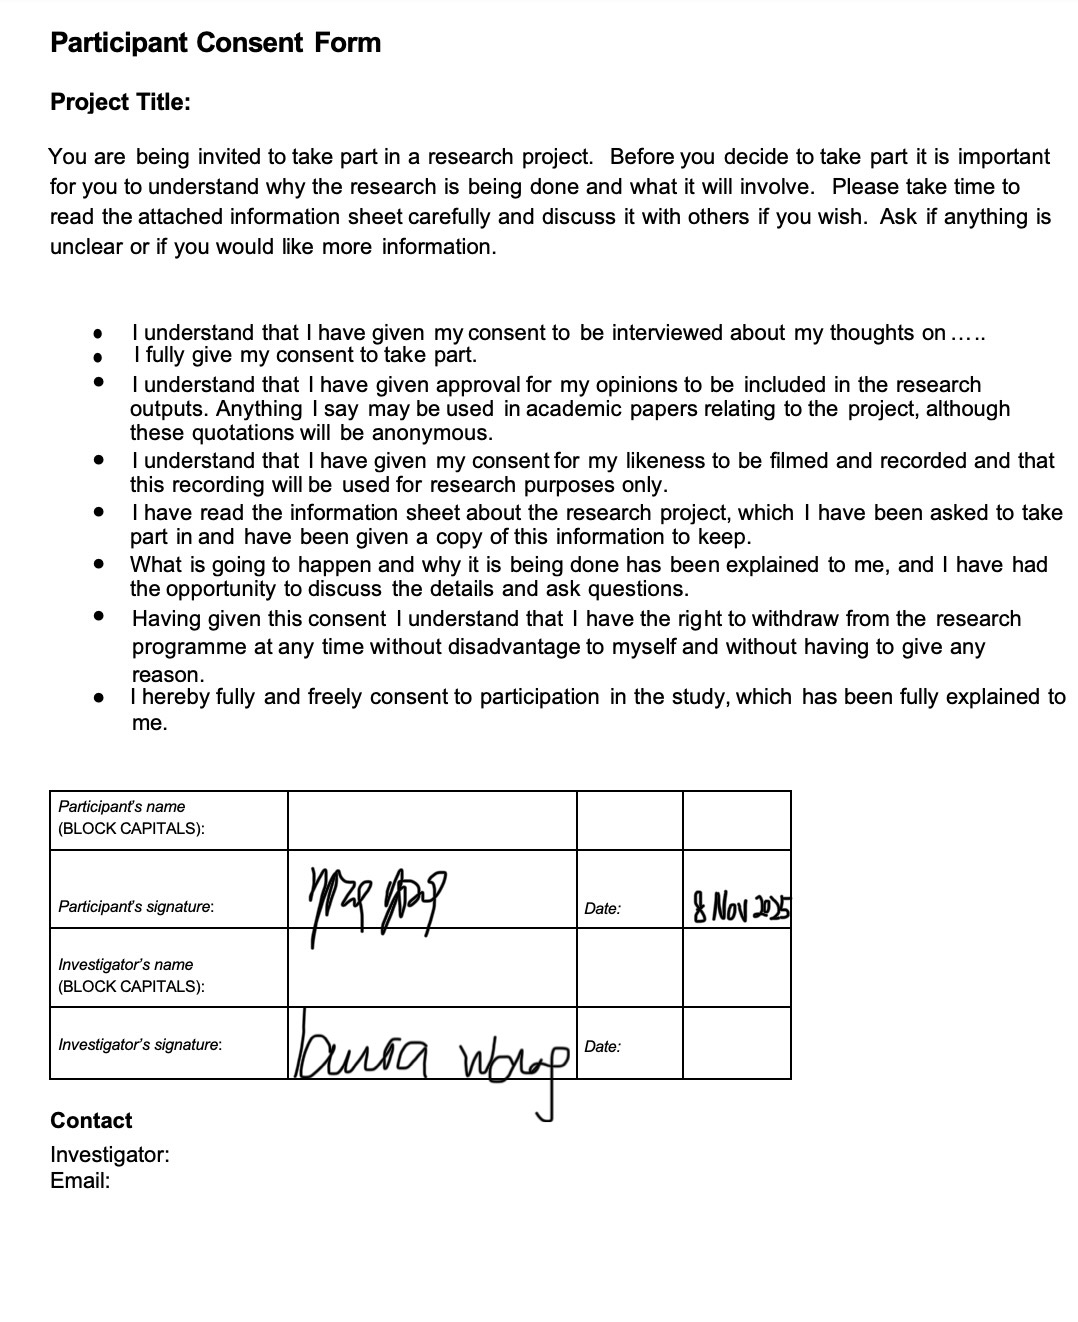 Participant Consent Form
Project Title:
You are being invited to take part in a research project. Before you decide to take part it is important
for you to understand why the research is being done and what it will involve. Please take time to
read the attached information sheet carefully and discuss it with others if you wish. Ask if anything is
unclear or if you would like more information.
• I understand that I have given my consent to be interviewed about my thoughts on .....
• I fully give my consent to take part.
• I understand that I have given approval for my opinions to be included in the research
outputs. Anything I say may be used in academic papers relating to the project, although
these quotations will be anonymous.
• I understand that I have given my consent for my likeness to be filmed and recorded and that
this recording will be used for research purposes only.
• I have read the information sheet about the research project, which I have been asked to take
part in and have been given a copy of this information to keep.
• What is going to happen and why it is being done has been explained to me, and I have had
the opportunity to discuss the details and ask questions.
• Having given this consent I understand that I have the right to withdraw from the research
programme at any time without disadvantage to myself and without having to give any
reason.
• I hereby fully and freely consent to participation in the study, which has been fully explained to
me.
Participant's name
(BLOCK CAPITALS):
Participant's signature:
Date:
8 Nov 2025
Investigator's name
(BLOCK CAPITALS):
Investigator's signature:
Date:
Contact
Investigator:
Email: